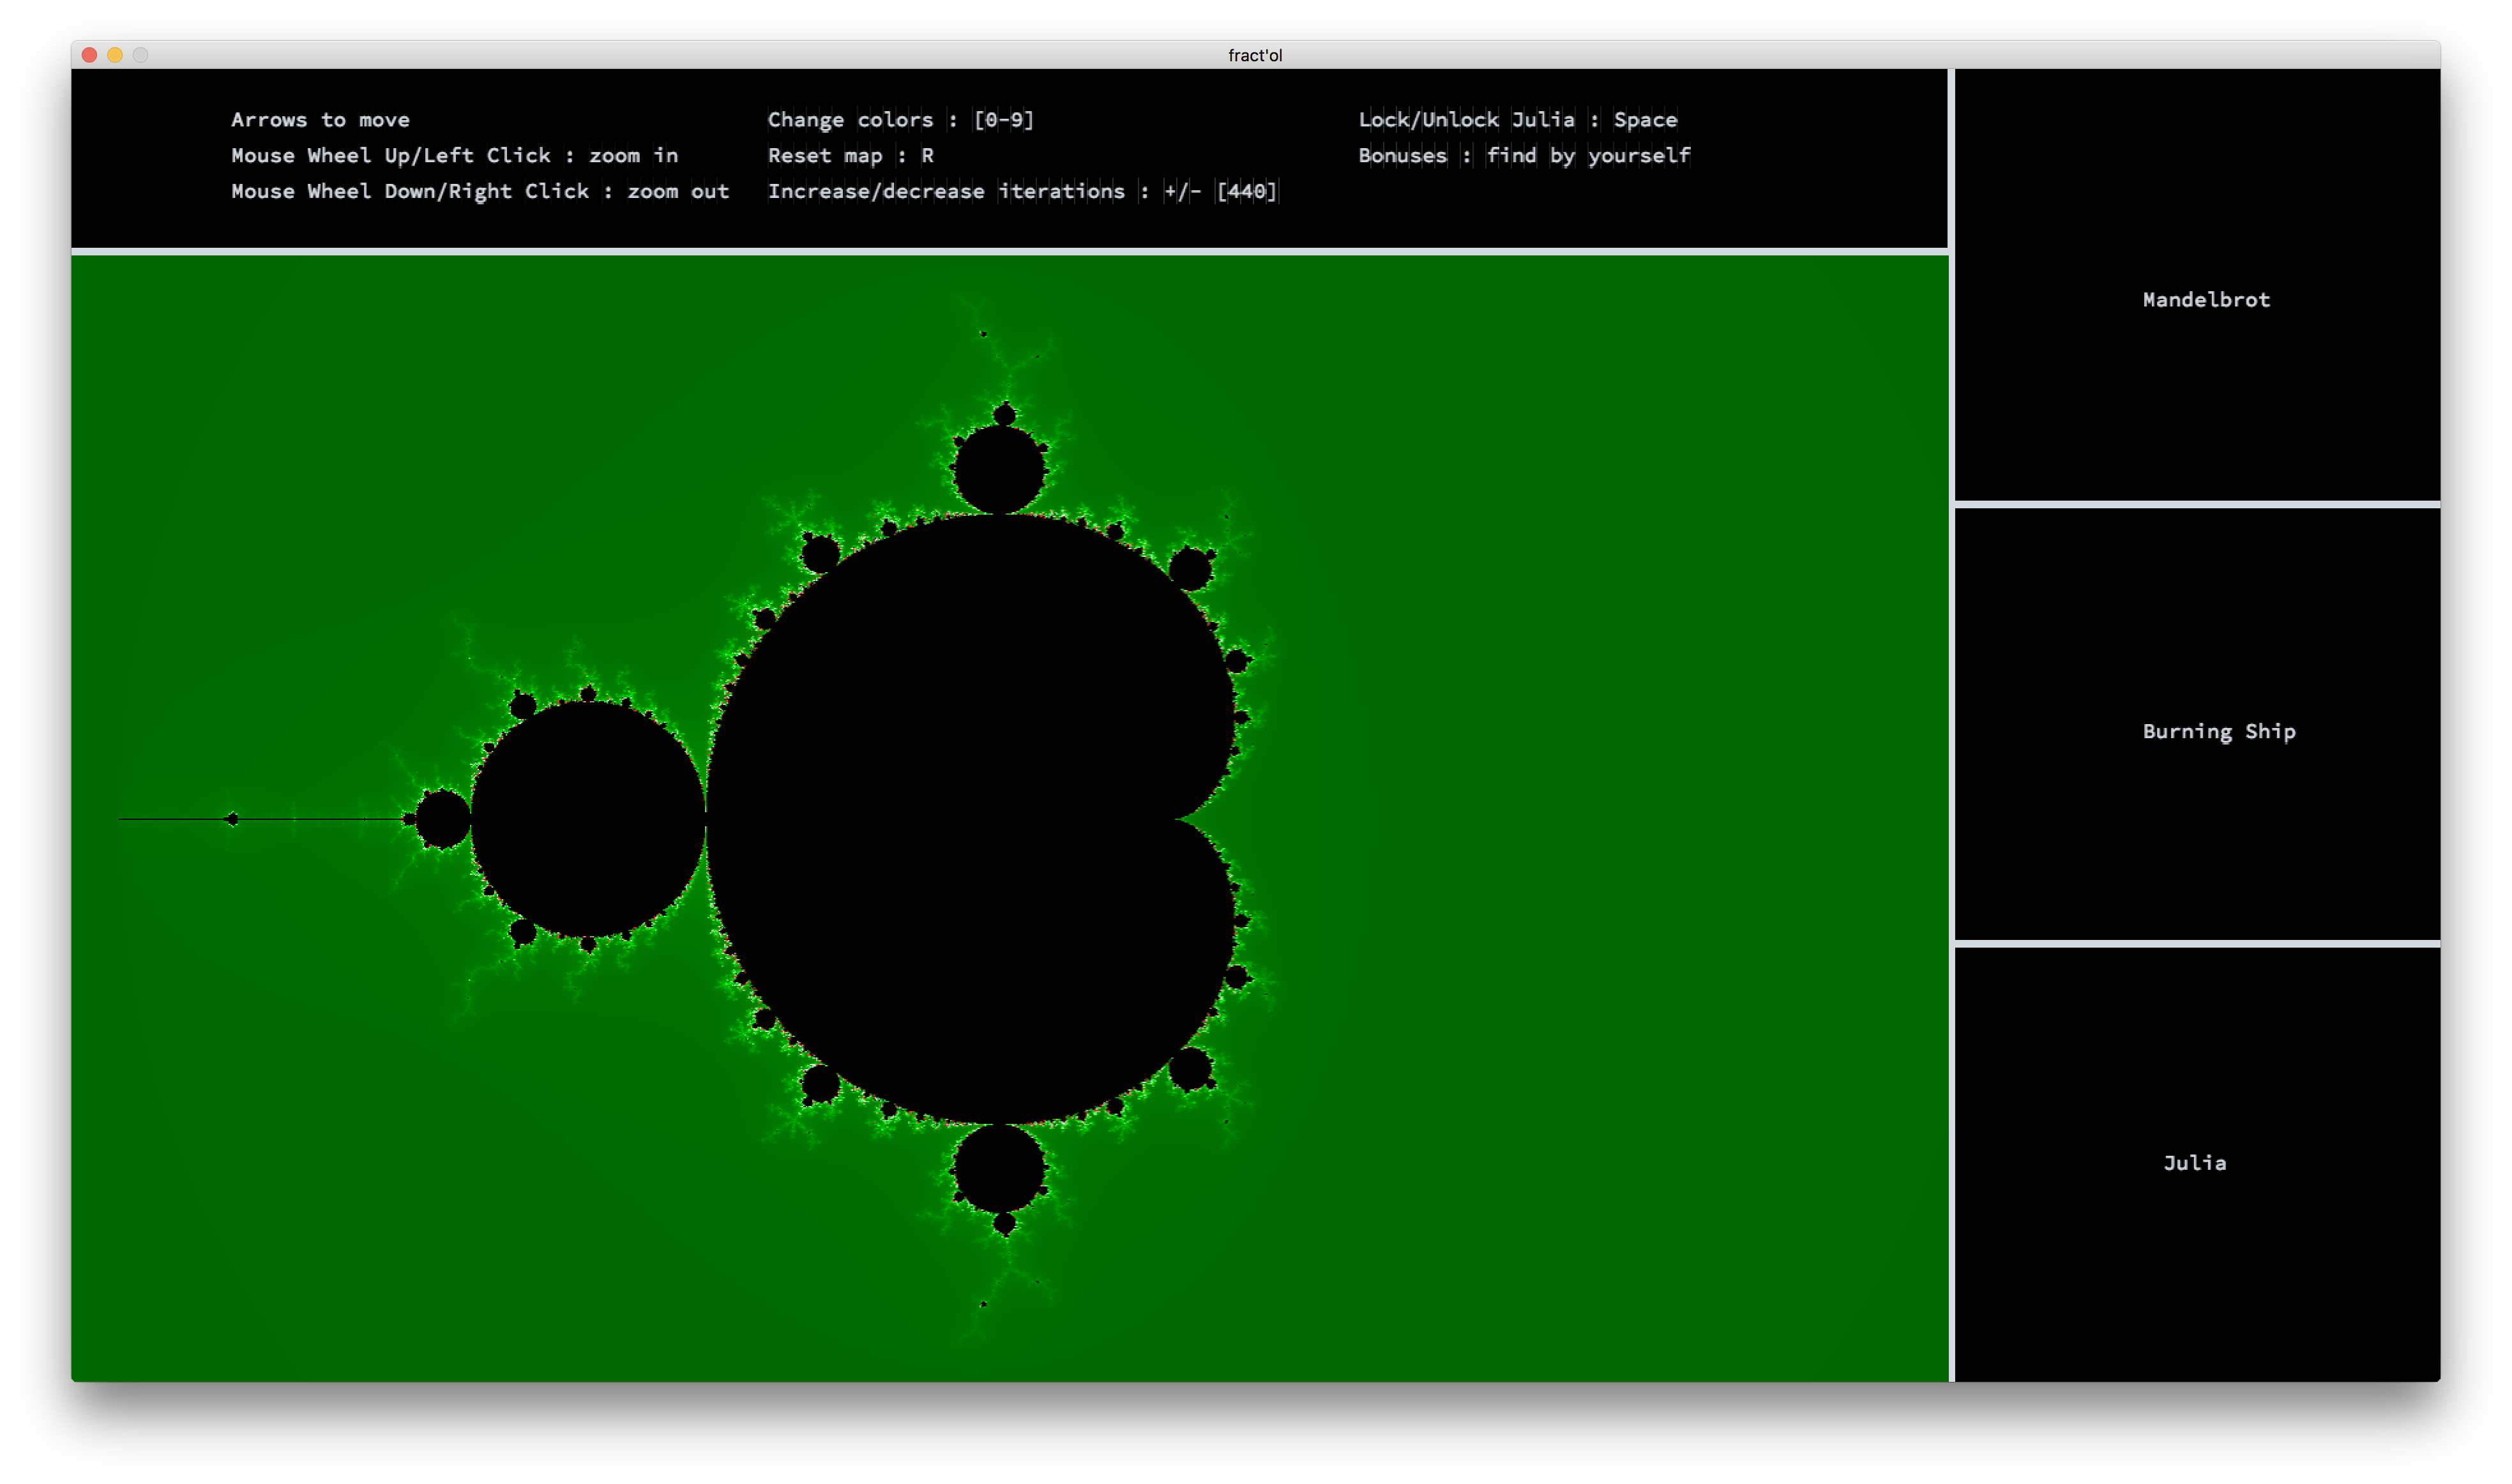 fract'ol
Arrows to move
Mouse Wheel Up/Left Click : zoom in
Mouse Wheel Down/Right Click : zoom out
Change colors : [0-9]
Reset map : R
Increase/decrease iterations : +/- [440]
Lock/Unlock Julia : Space
Bonuses : find by yourself
Mandelbrot
Burning Ship
Julia